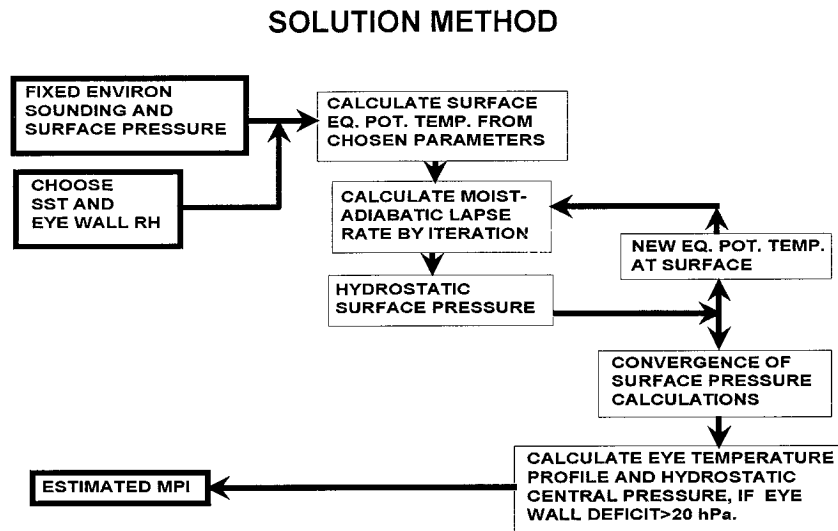 SOLUTION METHOD
FIXED ENVIRON
SOUNDING AND
SURFACE PRESSURE
CALCULATE SURFACE
EQ. POT. TEMP. FROM
CHOSEN PARAMETERS
CHOOSE
SST AND
EYE WALL RH
CALCULATE MOIST-
ADIABATIC LAPSE
RATE BY ITERATION
NEW EQ. POT. TEMP.
AT SURFACE
HYDROSTATIC
SURFACE PRESSURE
CONVERGENCE OF
SURFACE PRESSURE
CALCULATIONS
CALCULATE EYE TEMPERATURE
PROFILE AND HYDROSTATIC
CENTRAL PRESSURE, IF EYE
WALL DEFICIT>20 hPa.
ESTIMATED MPI